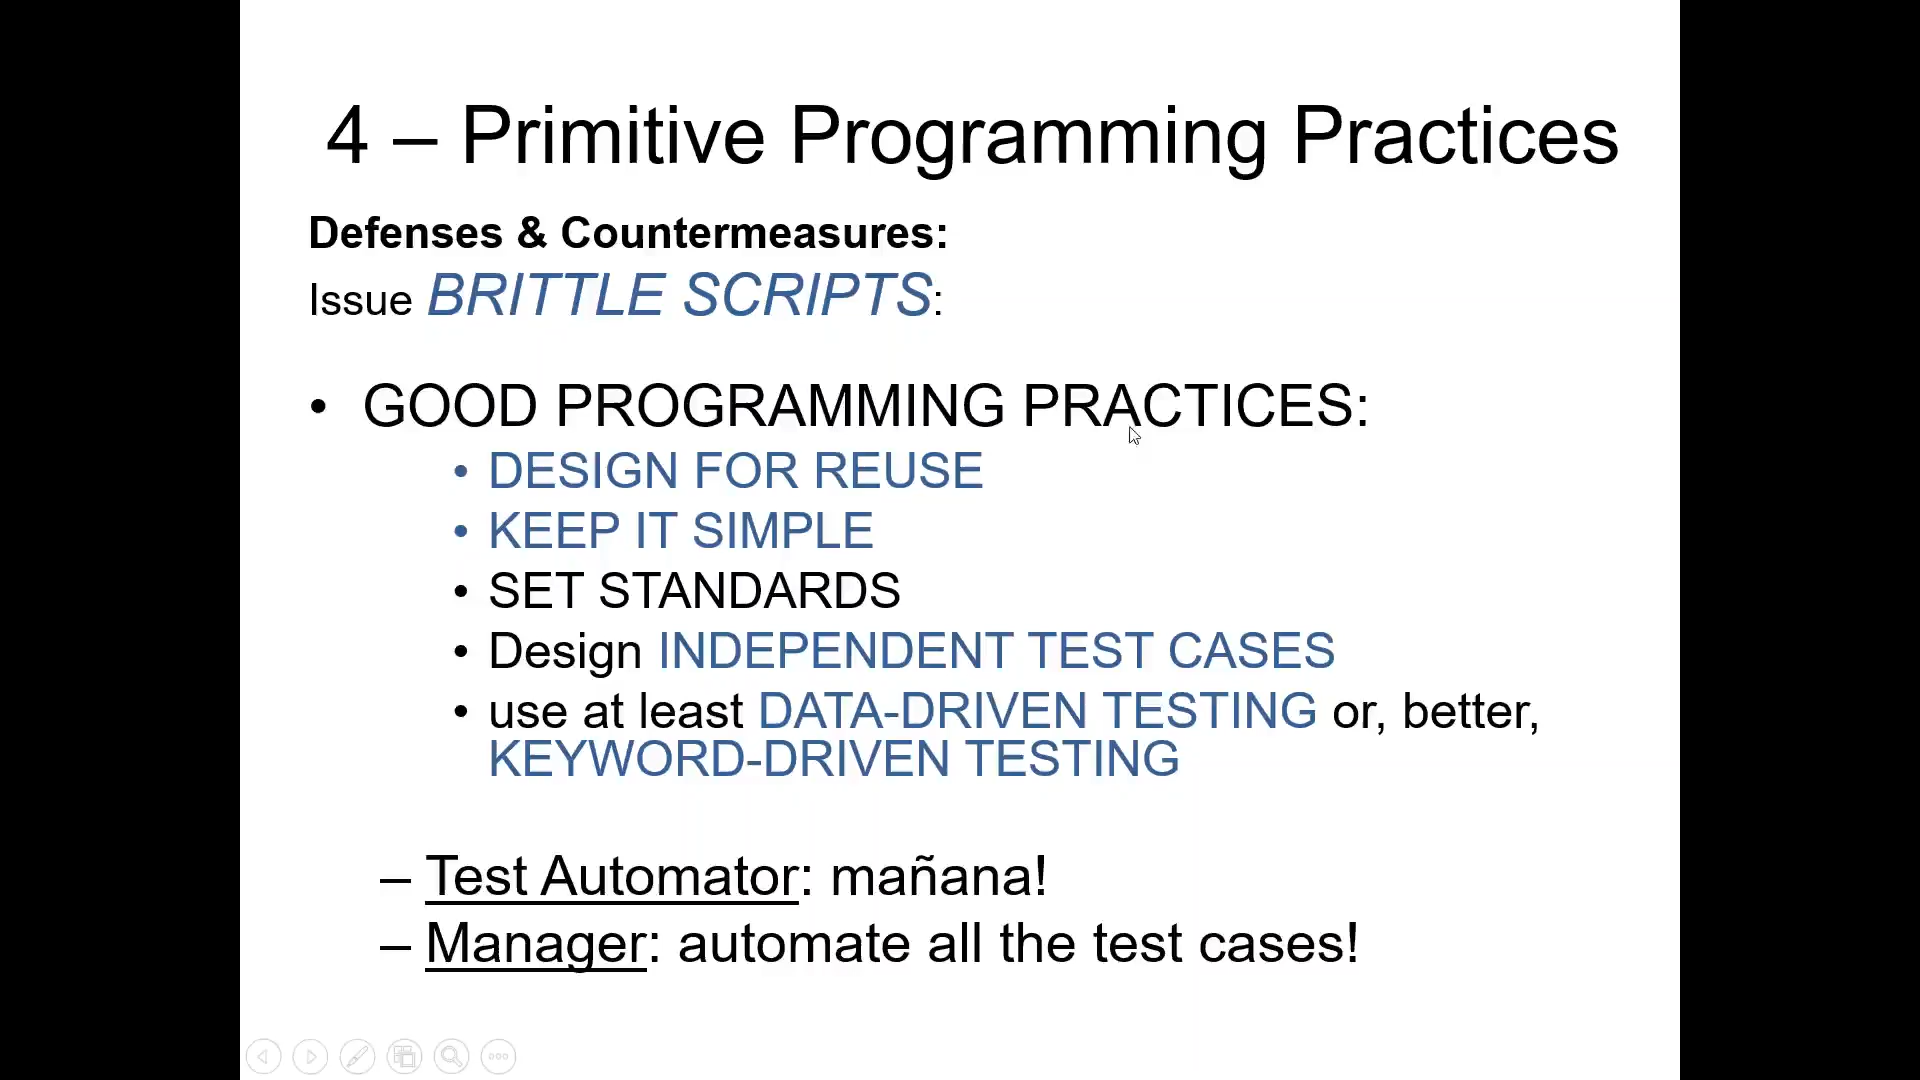 4 – Primitive Programming Practices
Defenses & Countermeasures:
Issue BRITTLE SCRIPTS:
• GOOD PROGRAMMING PRACTICES:
• DESIGN FOR REUSE
• KEEP IT SIMPLE
• SET STANDARDS
• Design INDEPENDENT TEST CASES
• use at least DATA-DRIVEN TESTING or, better,
KEYWORD-DRIVEN TESTING
– Test Automator: mañana!
– Manager: automate all the test cases!